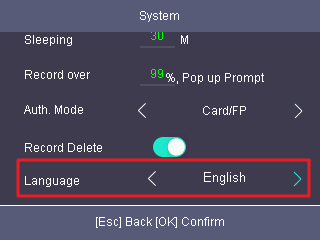 System
Sleeping 30 M
Record over 99 %, Pop up Prompt
Auth. Mode Card/FP
Record Delete
Language English
[Esc] Back [OK] Confirm